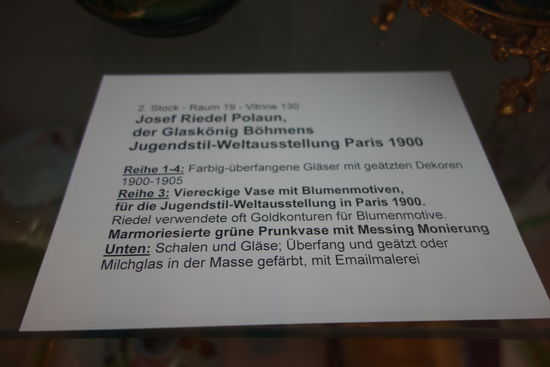 2. Stock - Raum 19 - Vitrine 130
Josef Riedel Polaun,
der Glaskönig Böhmens
Jugendstil-Weltausstellung Paris 1900
Reihe 1-4: Farbig-überfangene Gläser mit geätzten Dekoren
1900-1905
Reihe 3: Viereckige Vase mit Blumenmotiven,
für die Jugendstil-Weltausstellung in Paris 1900.
Riedel verwendete oft Goldkonturen für Blumenmotive.
Marmoriesierte grüne Prunkvase mit Messing Monierung
Unten: Schalen und Gläse; Überfang und geätzt oder
Milchglas in der Masse gefärbt, mit Emailmalerei